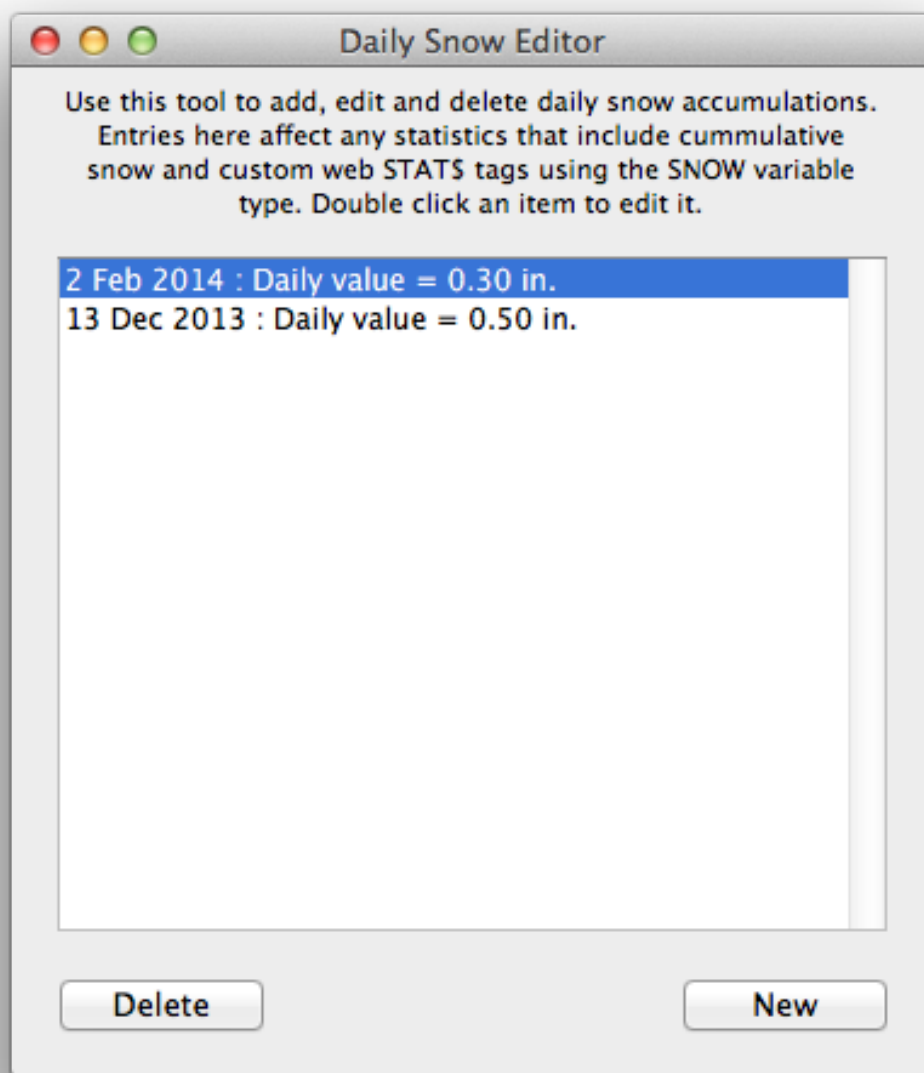 Daily Snow Editor
Use this tool to add, edit and delete daily snow accumulations.
Entries here affect any statistics that include cummulative
snow and custom web STAT$ tags using the SNOW variable
type. Double click an item to edit it.
2 Feb 2014 : Daily value = 0.30 in.
13 Dec 2013 : Daily value = 0.50 in.
Delete
New